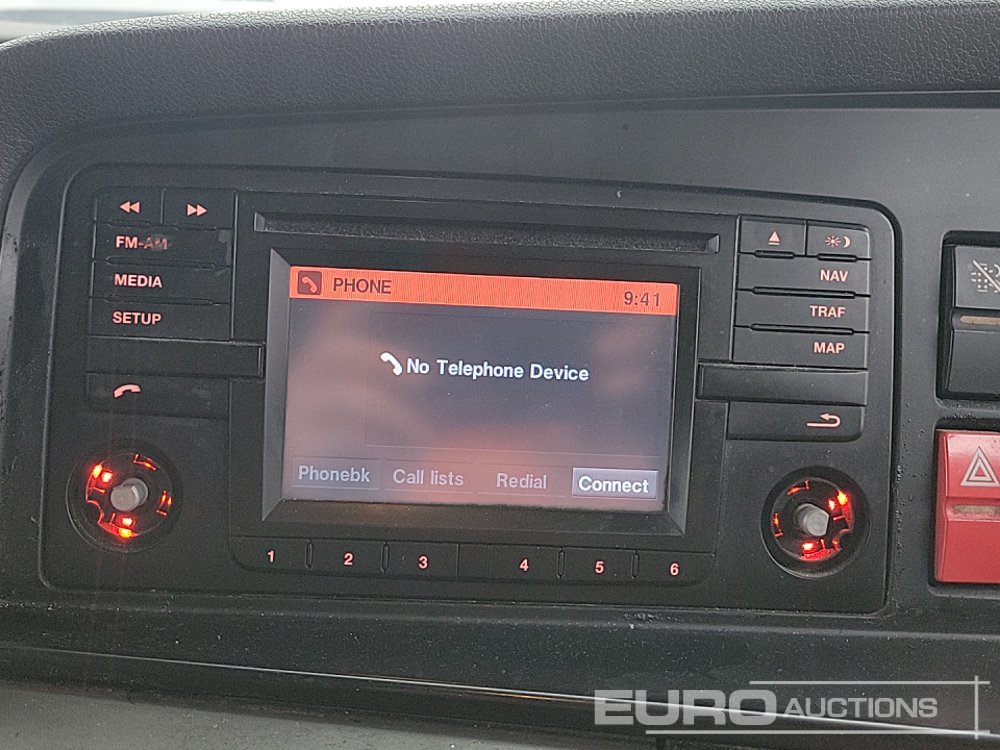 FM-AM
MEDIA
SETUP
PHONE 9:41
No Telephone Device
Phonebk Call lists Redial Connect
NAV
TRAF
MAP
1 2 3 4 5 6
EURO AUCTIONS